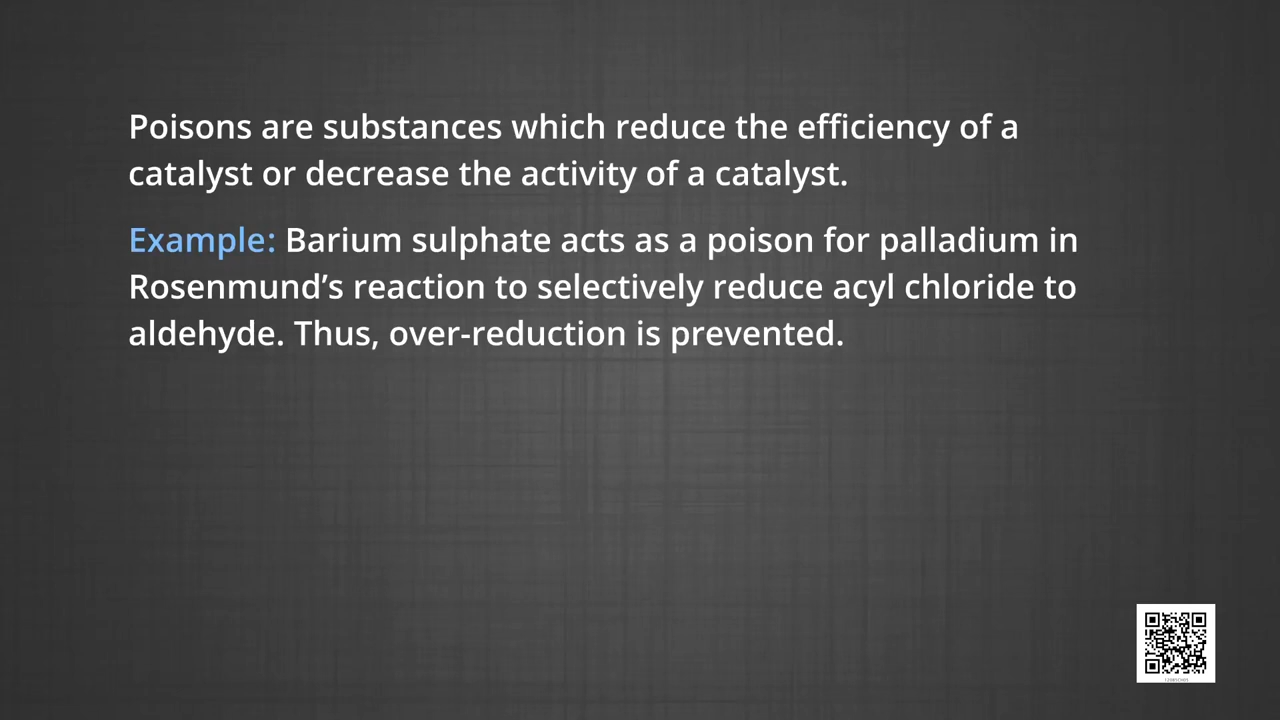 Poisons are substances which reduce the efficiency of a
catalyst or decrease the activity of a catalyst.
Example: Barium sulphate acts as a poison for palladium in
Rosenmund’s reaction to selectively reduce acyl chloride to
aldehyde. Thus, over-reduction is prevented.